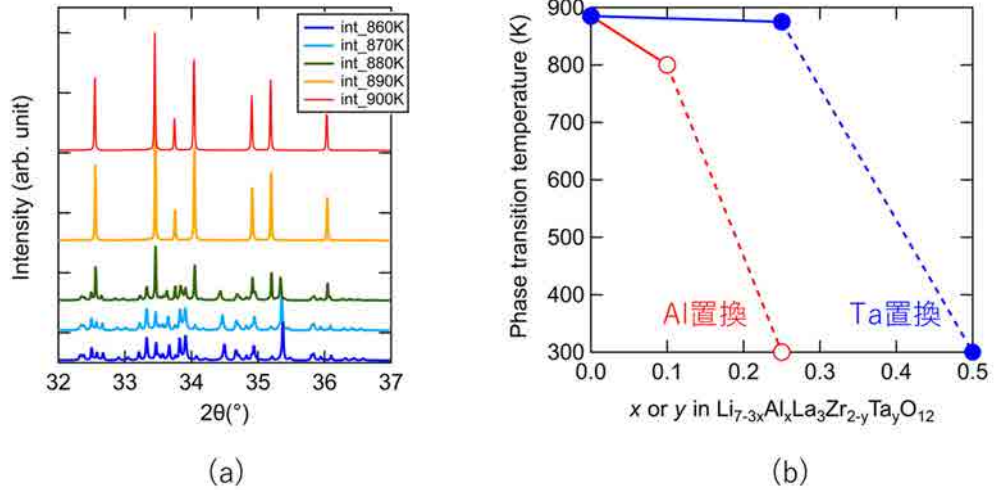 (a)
int_860K
int_870K
int_880K
int_890K
int_900K
Intensity (arb. unit)
32 33 34 35 36 37
2θ(°)
(a)
(b)
Phase transition temperature (K)
900
800
700
600
500
400
300
Al置換
Ta置換
0.0 0.1 0.2 0.3 0.4 0.5
x or y in Li7-3xAlxLa3Zr2-yTayO12
(b)